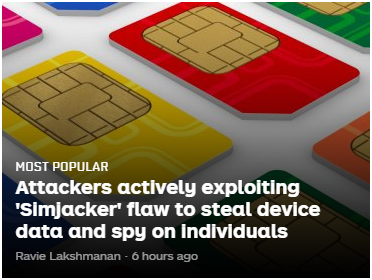 MOST POPULAR
Attackers actively exploiting
'Simjacker' flaw to steal device
data and spy on individuals
Ravie Lakshmanan · 6 hours ago